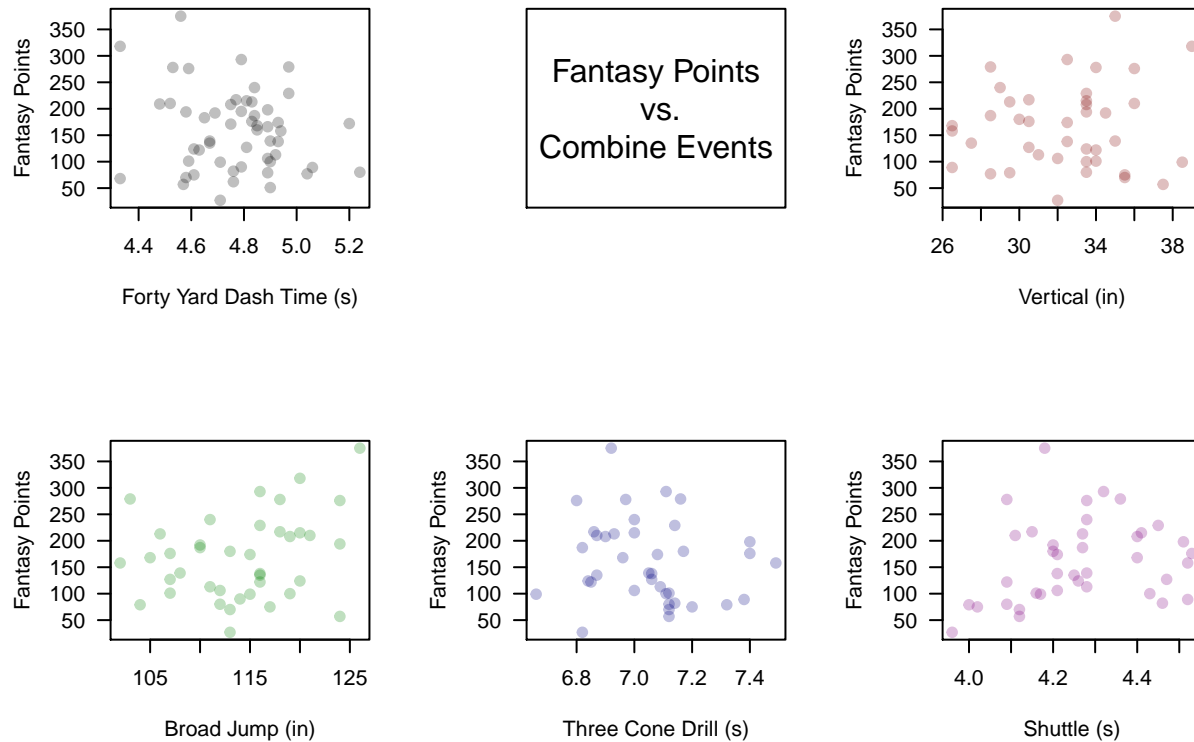 350
300
250
200
150
100
50
Fantasy Points
4.4 4.6 4.8 5.0 5.2
Forty Yard Dash Time (s)
Fantasy Points
vs.
Combine Events
350
300
250
200
150
100
50
Fantasy Points
26 30 34 38
Vertical (in)
350
300
250
200
150
100
50
Fantasy Points
105 115 125
Broad Jump (in)
350
300
250
200
150
100
50
Fantasy Points
6.8 7.0 7.2 7.4
Three Cone Drill (s)
350
300
250
200
150
100
50
Fantasy Points
4.0 4.2 4.4
Shuttle (s)